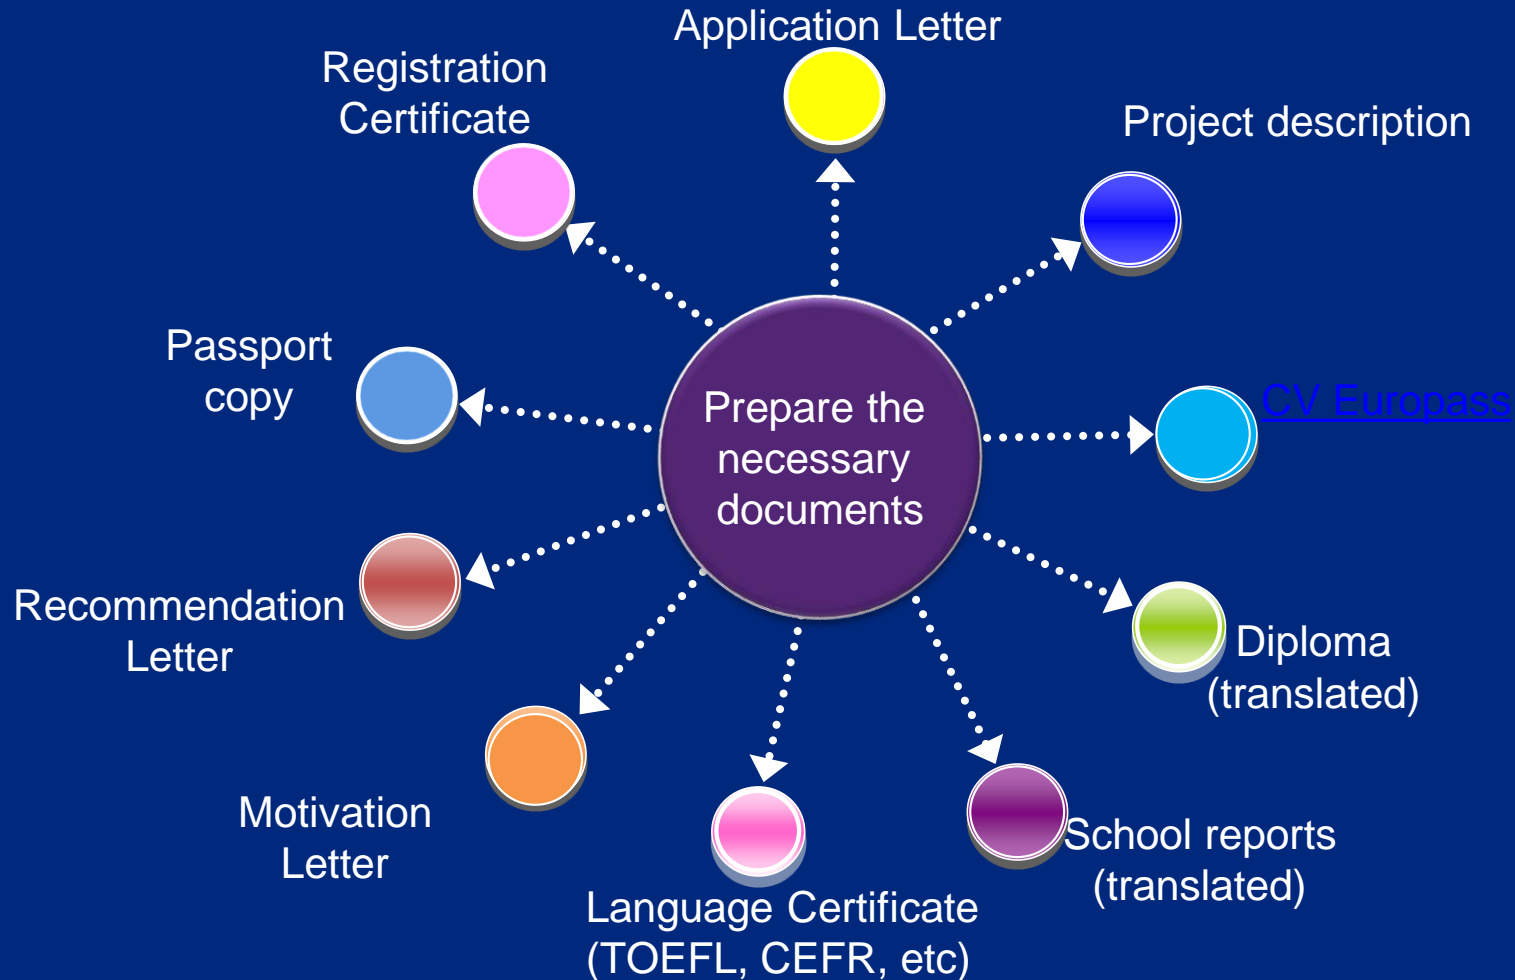 Application Letter
Registration
Certificate
Project description
Passport
copy
CV Europass
Prepare the
necessary
documents
Recommendation
Letter
Diploma
(translated)
Motivation
Letter
School reports
(translated)
Language Certificate
(TOEFL, CEFR, etc)